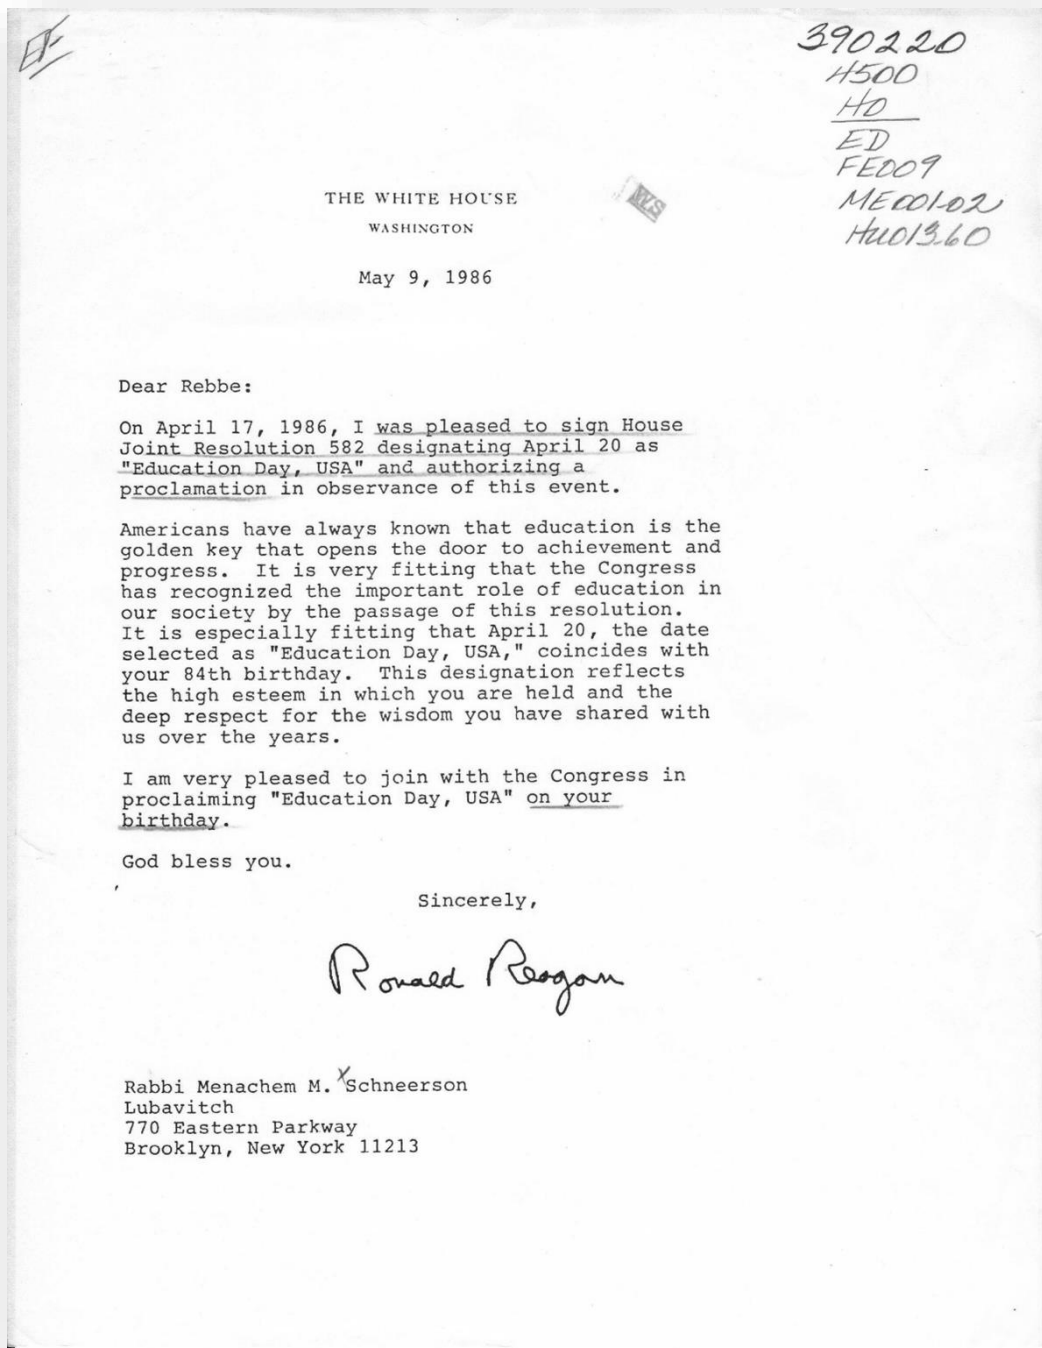 EF
390220
4500
HO
ED
FE009
ME001-02
HU013.60
THE WHITE HOUSE
WS
WASHINGTON
May 9, 1986
Dear Rebbe:
On April 17, 1986, I was pleased to sign House
Joint Resolution 582 designating April 20 as
"Education Day, USA" and authorizing a
proclamation in observance of this event.
Americans have always known that education is the
golden key that opens the door to achievement and
progress. It is very fitting that the Congress
has recognized the important role of education in
our society by the passage of this resolution.
It is especially fitting that April 20, the date
selected as "Education Day, USA," coincides with
your 84th birthday. This designation reflects
the high esteem in which you are held and the
deep respect for the wisdom you have shared with
us over the years.
I am very pleased to join with the Congress in
proclaiming "Education Day, USA" on your
birthday.
God bless you.
Sincerely,
Ronald Reagan
Rabbi Menachem M. Schneerson
Lubavitch
770 Eastern Parkway
Brooklyn, New York 11213